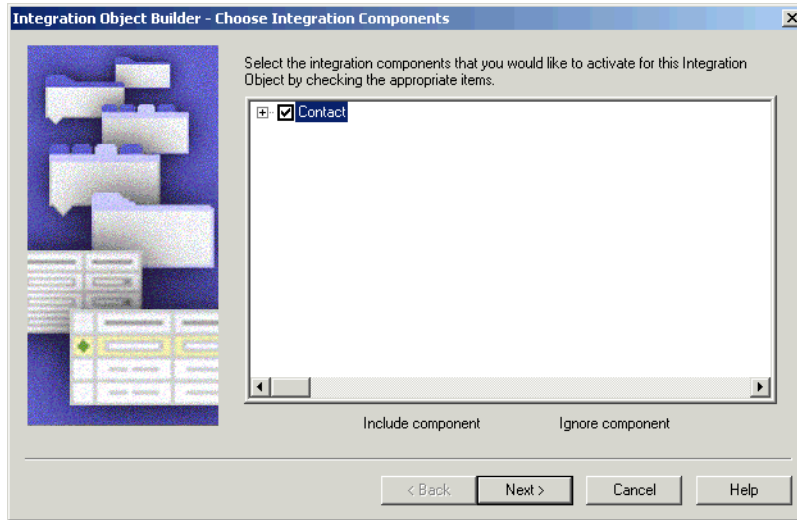 Integration Object Builder - Choose Integration Components
Select the integration components that you would like to activate for this Integration
Object by checking the appropriate items.
Contact
Include component Ignore component
< Back Next > Cancel Help